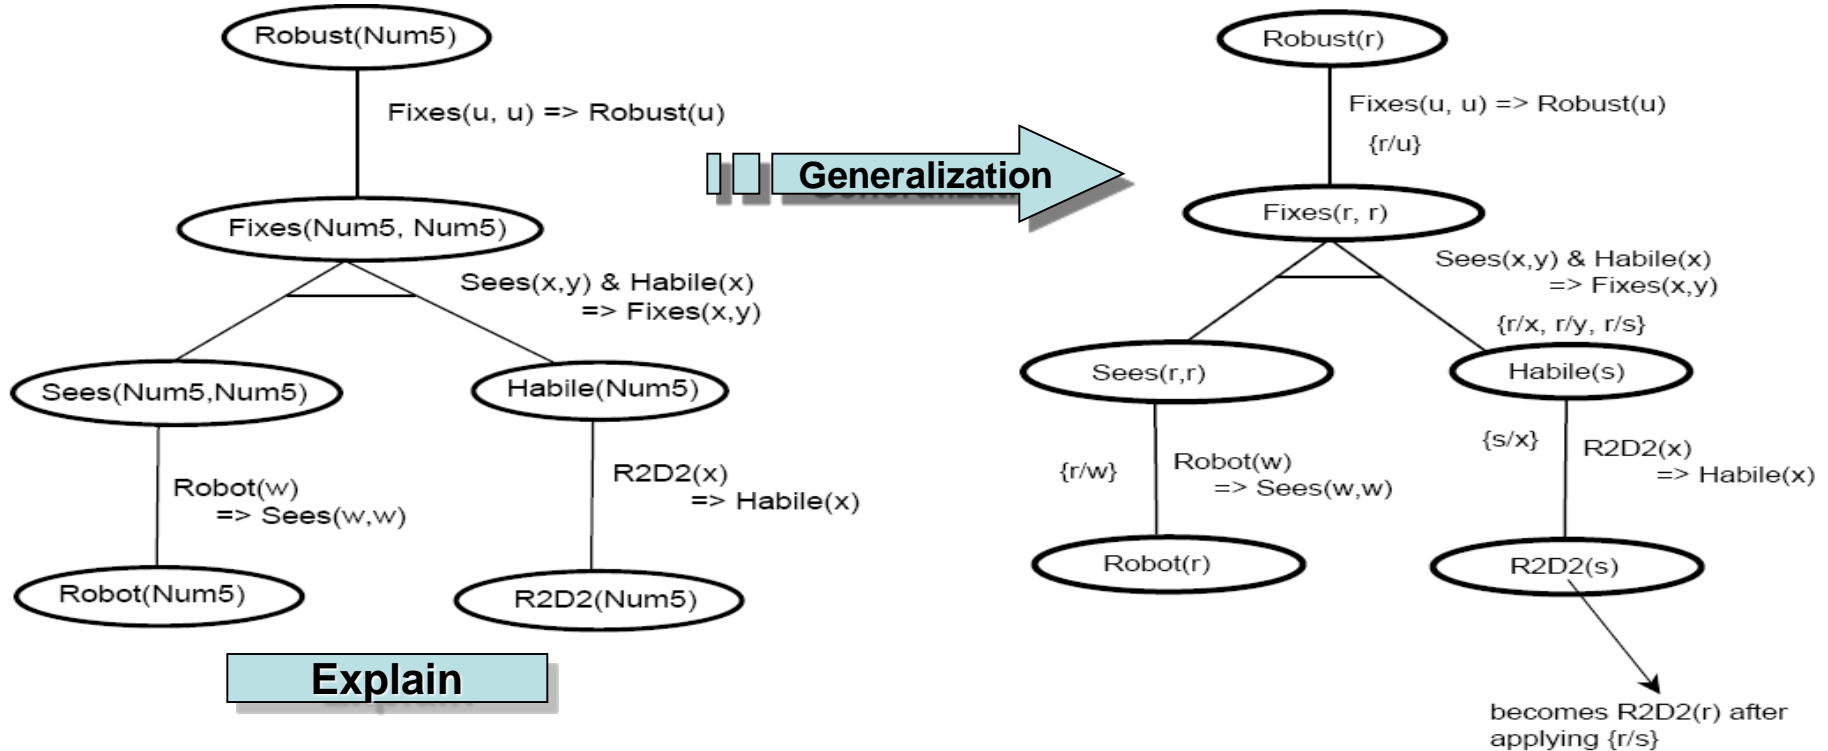 Robust(Num5)
Fixes(u, u) => Robust(u)
Fixes(Num5, Num5)
Sees(x,y) & Habile(x)
=> Fixes(x,y)
Sees(Num5,Num5)
Habile(Num5)
Robot(w)
=> Sees(w,w)
R2D2(x)
=> Habile(x)
Robot(Num5)
R2D2(Num5)
Explain
Generalization
Robust(r)
Fixes(u, u) => Robust(u)
{r/u}
Fixes(r, r)
Sees(x,y) & Habile(x)
=> Fixes(x,y)
{r/x, r/y, r/s}
Sees(r,r)
Habile(s)
{r/w}
Robot(w)
=> Sees(w,w)
{s/x}
R2D2(x)
=> Habile(x)
Robot(r)
R2D2(s)
becomes R2D2(r) after
applying {r/s}